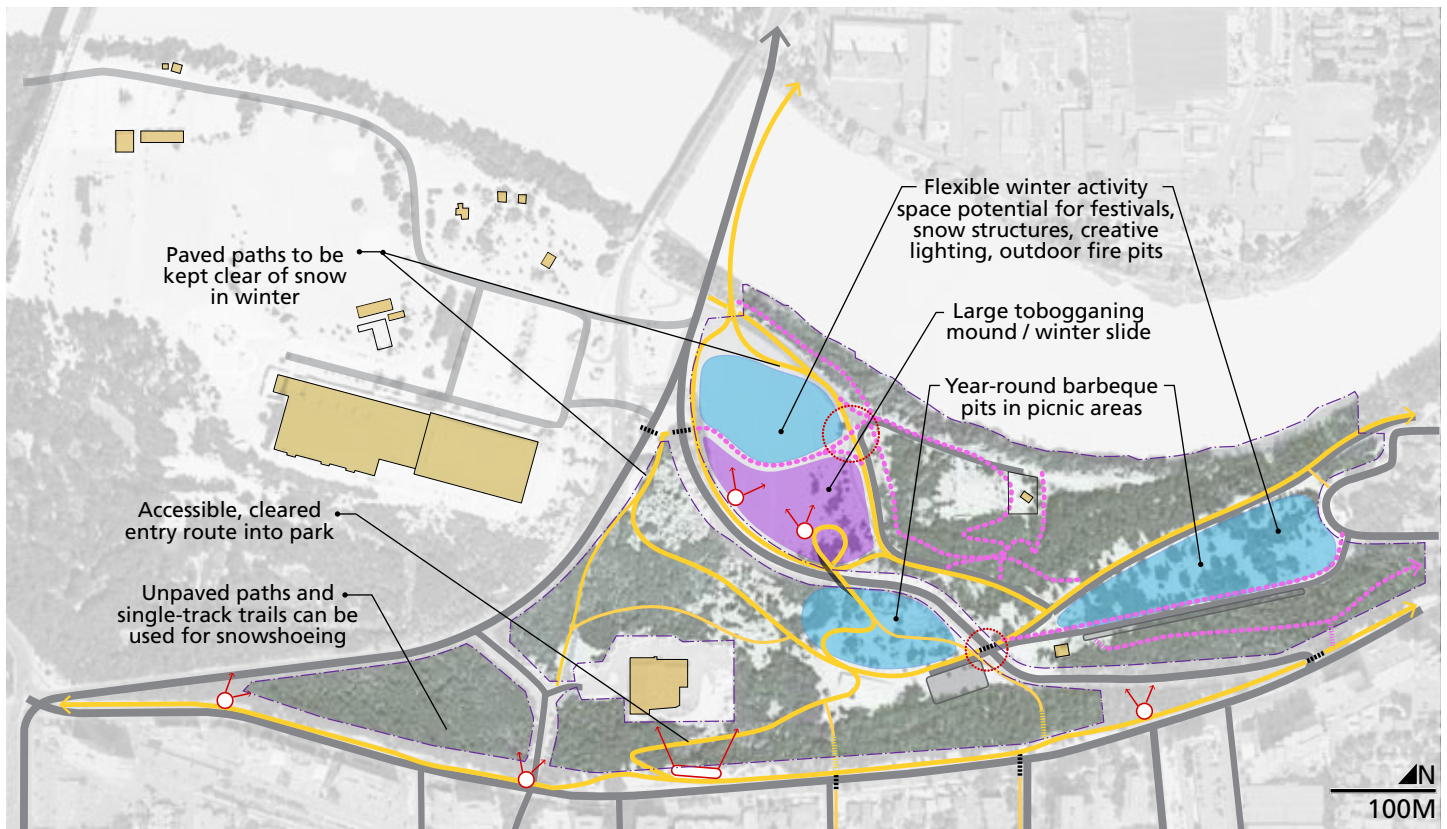 Flexible winter activity
space potential for festivals,
snow structures, creative
lighting, outdoor fire pits
Paved paths to be
kept clear of snow
in winter
Large tobogganing
mound / winter slide
Year-round barbeque
pits in picnic areas
Accessible, cleared
entry route into park
Unpaved paths and
single-track trails can be
used for snowshoeing
N
100M